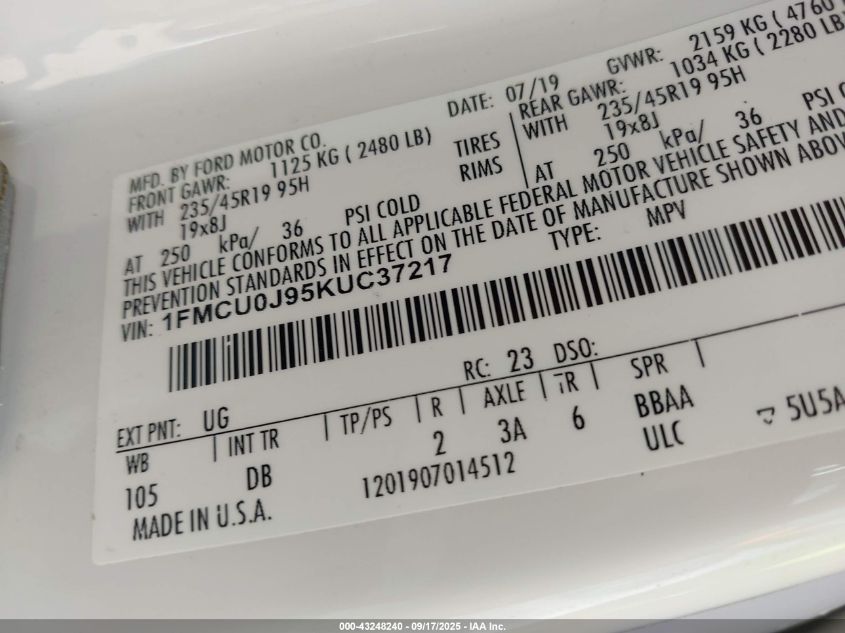 MFD. BY FORD MOTOR CO.
DATE: 07/19
GVWR: 2159 KG ( 4760
FRONT GAWR: 1125 KG ( 2480 LB)
REAR GAWR: 1034 KG ( 2280 LB)
WITH 235/45R19 95H TIRES
WITH 235/45R19 95H
19x8J RIMS
19x8J
AT 250 kPa/ 36 PSI COLD
AT 250 kPa/ 36 PSI
THIS VEHICLE CONFORMS TO ALL APPLICABLE FEDERAL MOTOR VEHICLE SAFETY AND
PREVENTION STANDARDS IN EFFECT ON THE DATE OF MANUFACTURE SHOWN ABOVE
VIN: 1FMCU0J95KUC37217
TYPE: MPV
EXT PNT: UG
RC: 23 DSO:
WB INT TR TP/PS R AXLE TR SPR
105 DB 2 3A 6 BBAA
ULC
5U5A
1201907014512
MADE IN U.S.A.
000-43248240 - 09/17/2025 - IAA Inc.